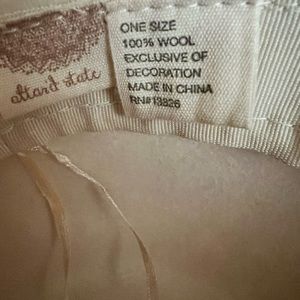 altar'd state
ONE SIZE
100% WOOL
EXCLUSIVE OF
DECORATION
MADE IN CHINA
RN#13826